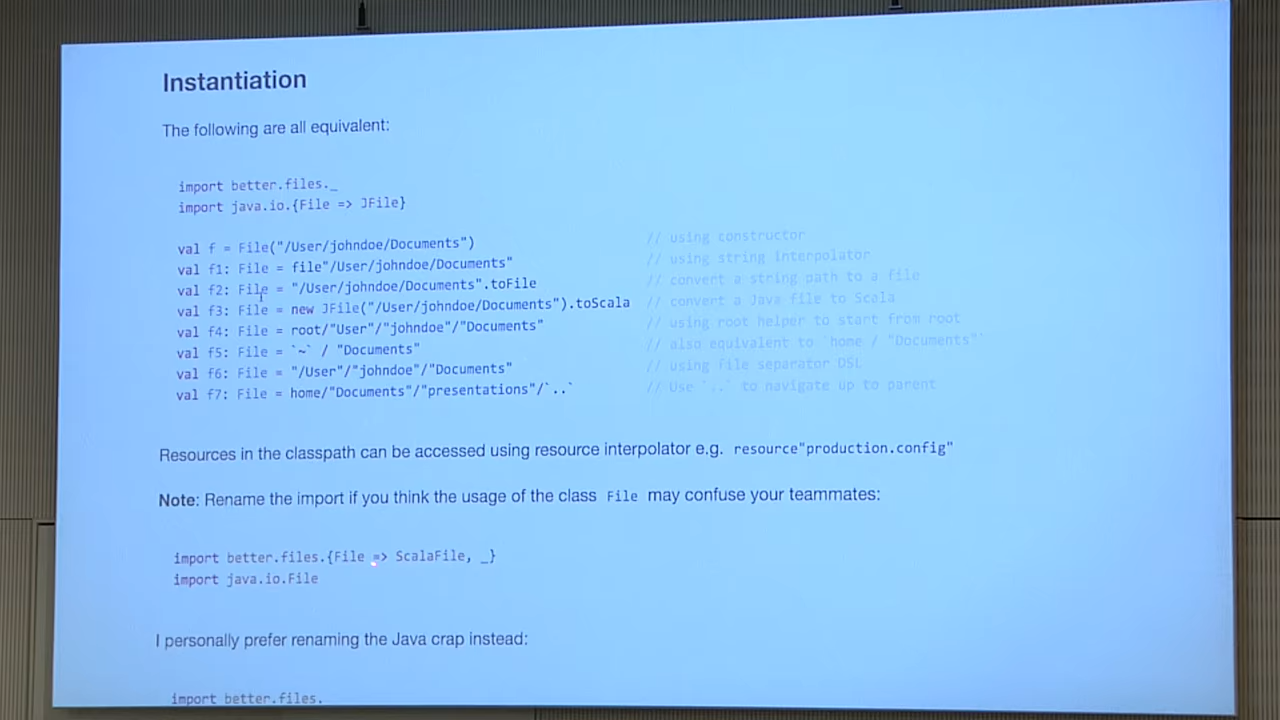 Instantiation
The following are all equivalent:
import better.files._
import java.io.{File => JFile}
val f = File("/User/johndoe/Documents") // using constructor
val f1: File = file"/User/johndoe/Documents" // using string interpolator
val f2: File = "/User/johndoe/Documents".toFile // convert a string path to a file
val f3: File = new JFile("/User/johndoe/Documents").toScala // convert a Java file to Scala
val f4: File = root/"User"/"johndoe"/"Documents" // using root helper to start from root
val f5: File = `~` / "Documents" // also equivalent to `home / "Documents"`
val f6: File = "/User"/"johndoe"/"Documents" // using file separator DSL
val f7: File = home/"Documents"/"presentations"/`..` // Use `..` to navigate up to parent
Resources in the classpath can be accessed using resource interpolator e.g. resource"production.config"
Note: Rename the import if you think the usage of the class File may confuse your teammates:
import better.files.{File => ScalaFile, _}
import java.io.File
I personally prefer renaming the Java crap instead:
import better.files.